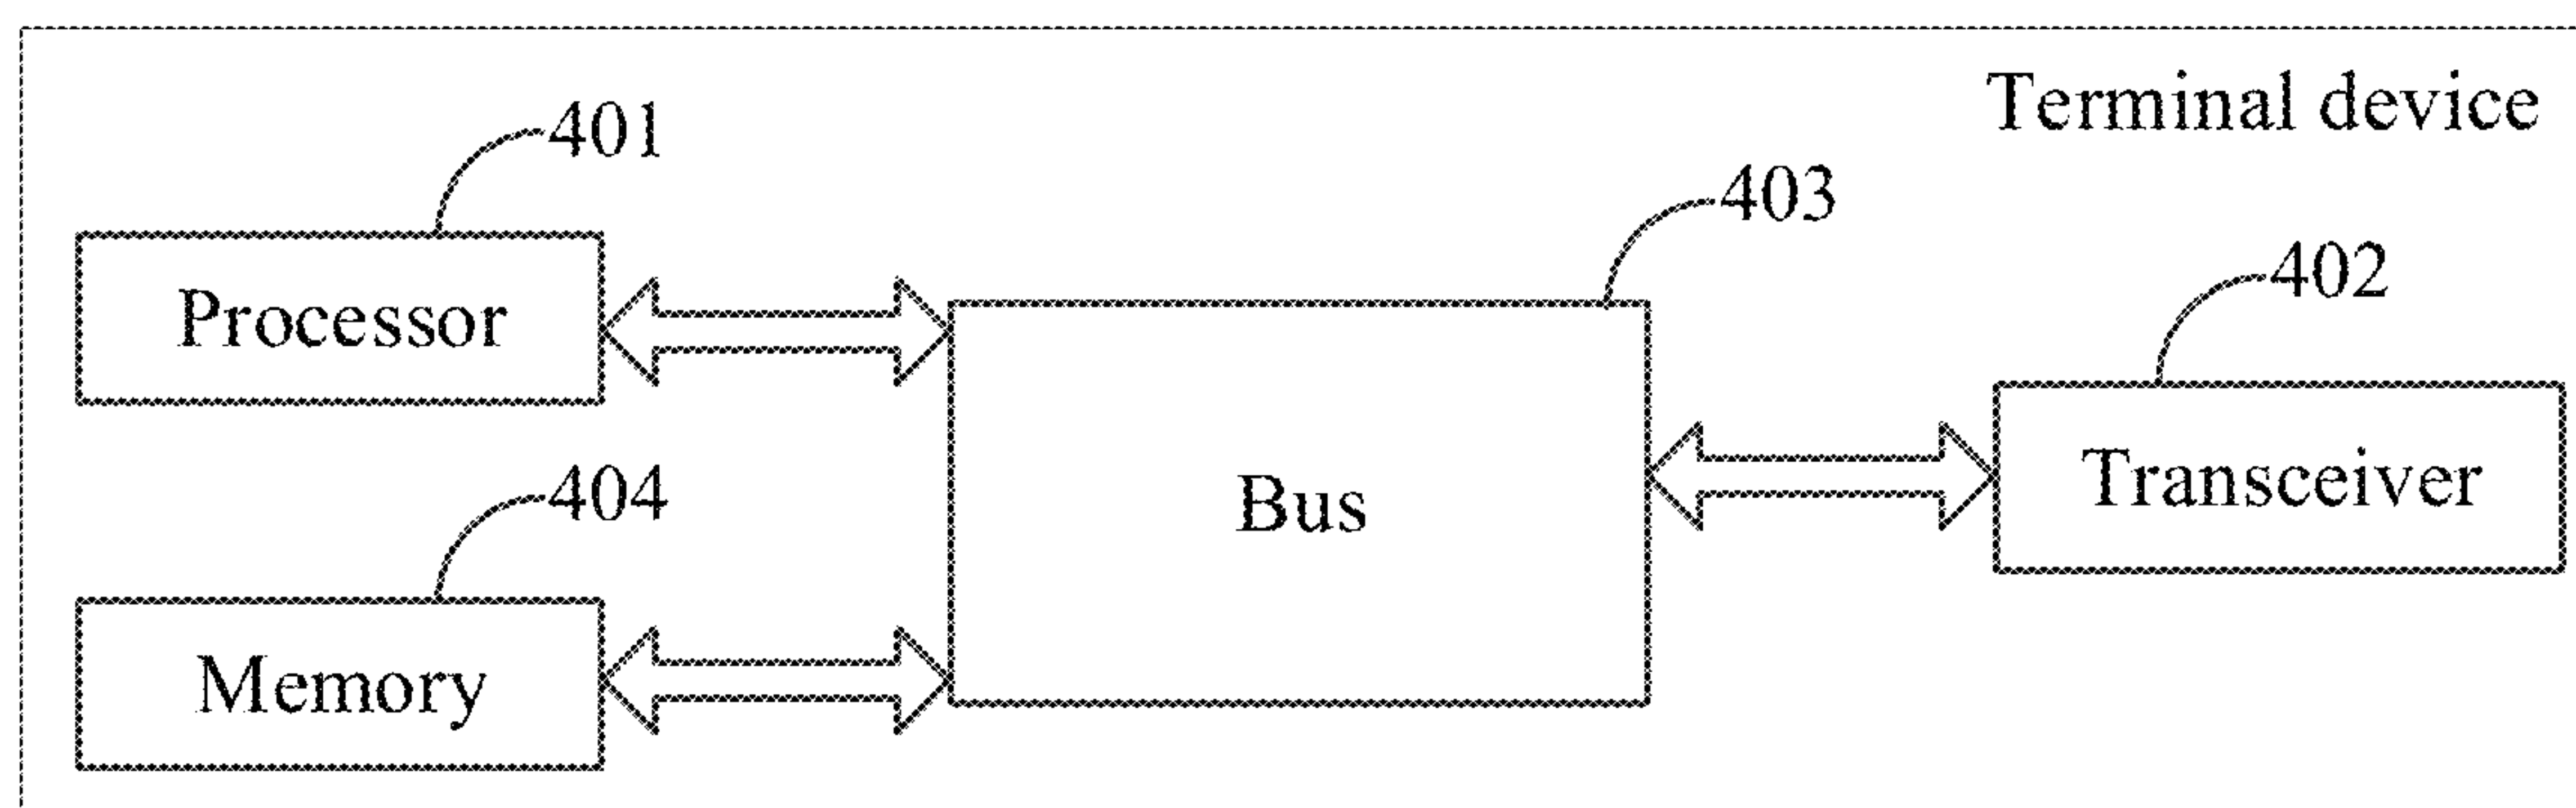 Terminal device
401
403
402
Processor
Transceiver
404
Bus
Memory